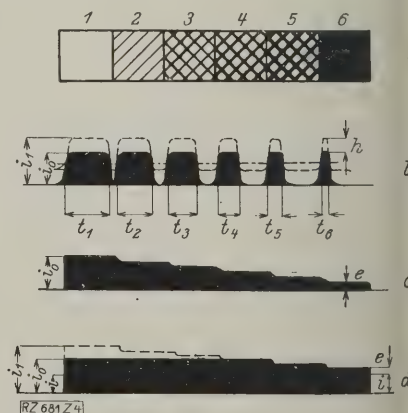 1 2 3 4 5 6
i₁ i₀ h
t₁ t₂ t₃ t₄ t₅ t₆
i₀ e c
i₁ i₀ i e i d
RZ 681 Z 4